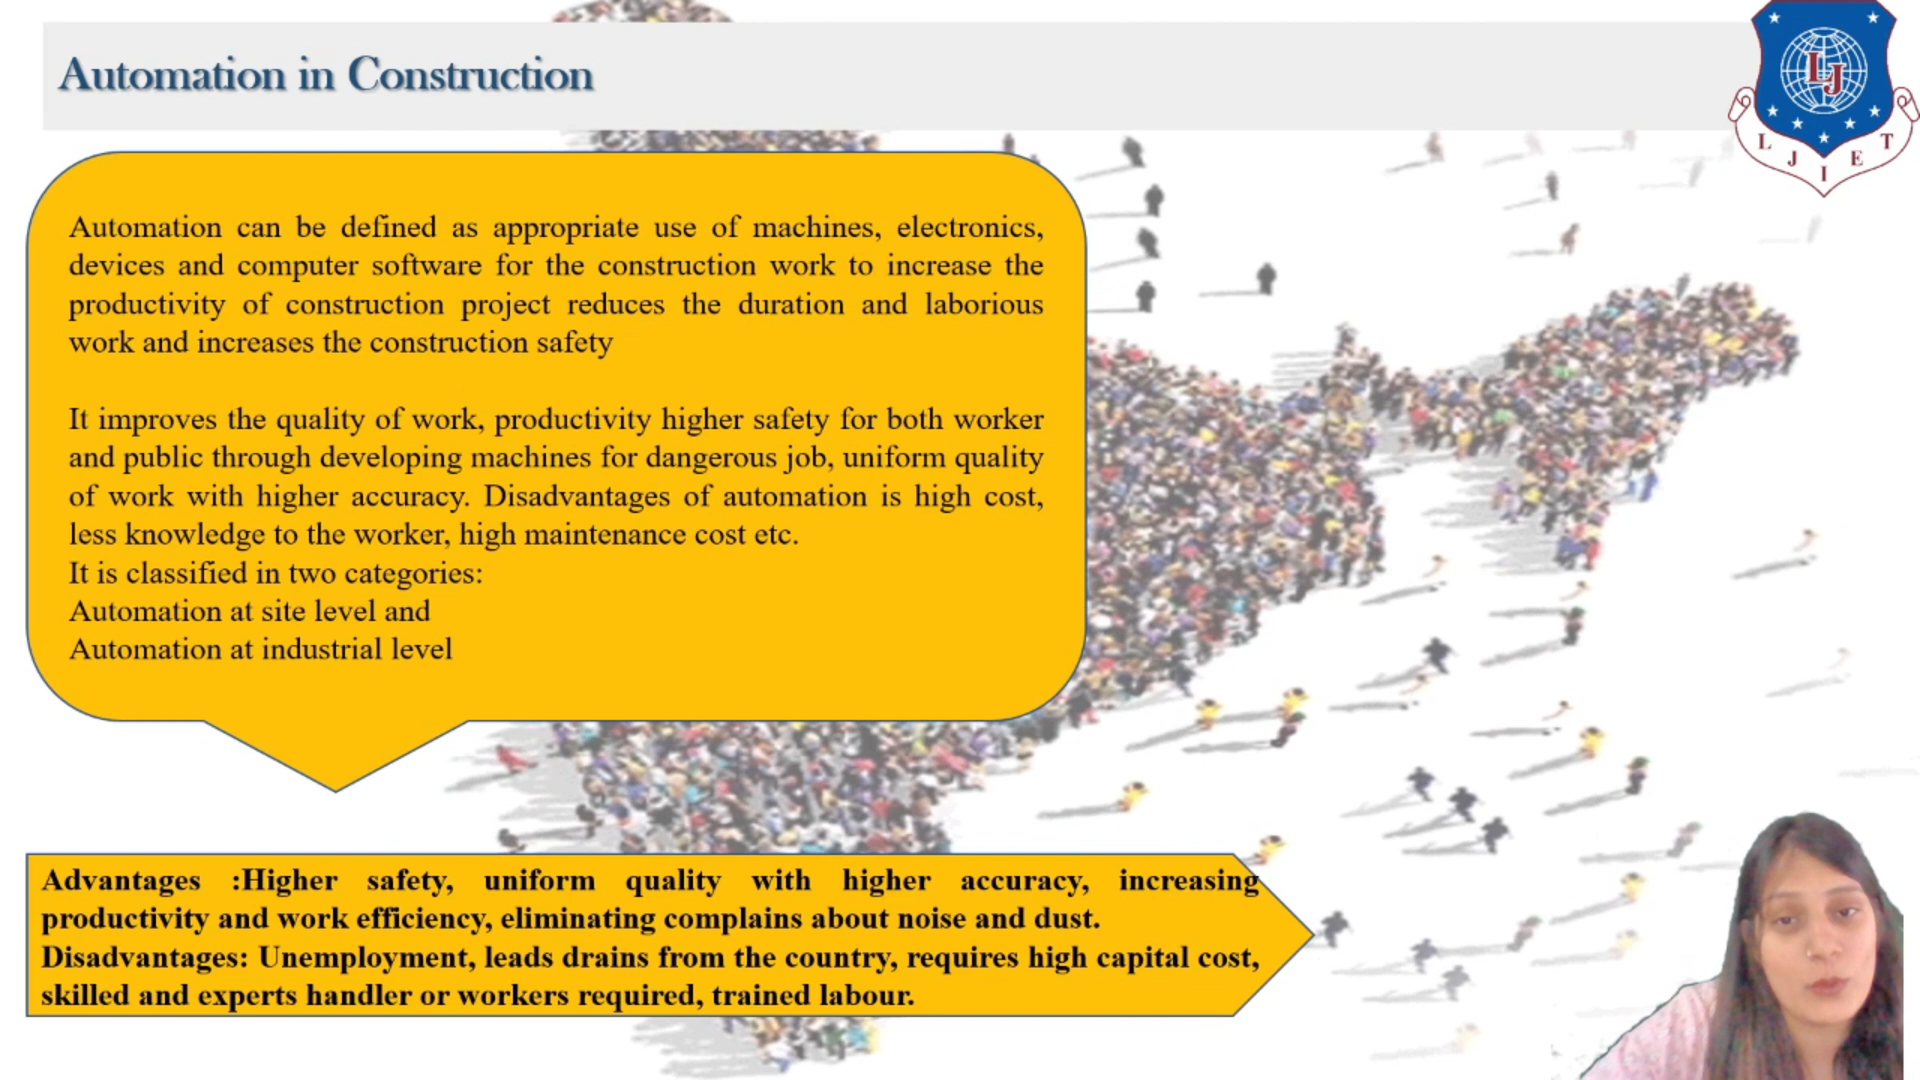 Automation in Construction
LJ
L J I E T
Automation can be defined as appropriate use of machines, electronics,
devices and computer software for the construction work to increase the
productivity of construction project reduces the duration and laborious
work and increases the construction safety
It improves the quality of work, productivity higher safety for both worker
and public through developing machines for dangerous job, uniform quality
of work with higher accuracy. Disadvantages of automation is high cost,
less knowledge to the worker, high maintenance cost etc.
It is classified in two categories:
Automation at site level and
Automation at industrial level
Advantages :Higher safety, uniform quality with higher accuracy, increasing
productivity and work efficiency, eliminating complains about noise and dust.
Disadvantages: Unemployment, leads drains from the country, requires high capital cost,
skilled and experts handler or workers required, trained labour.